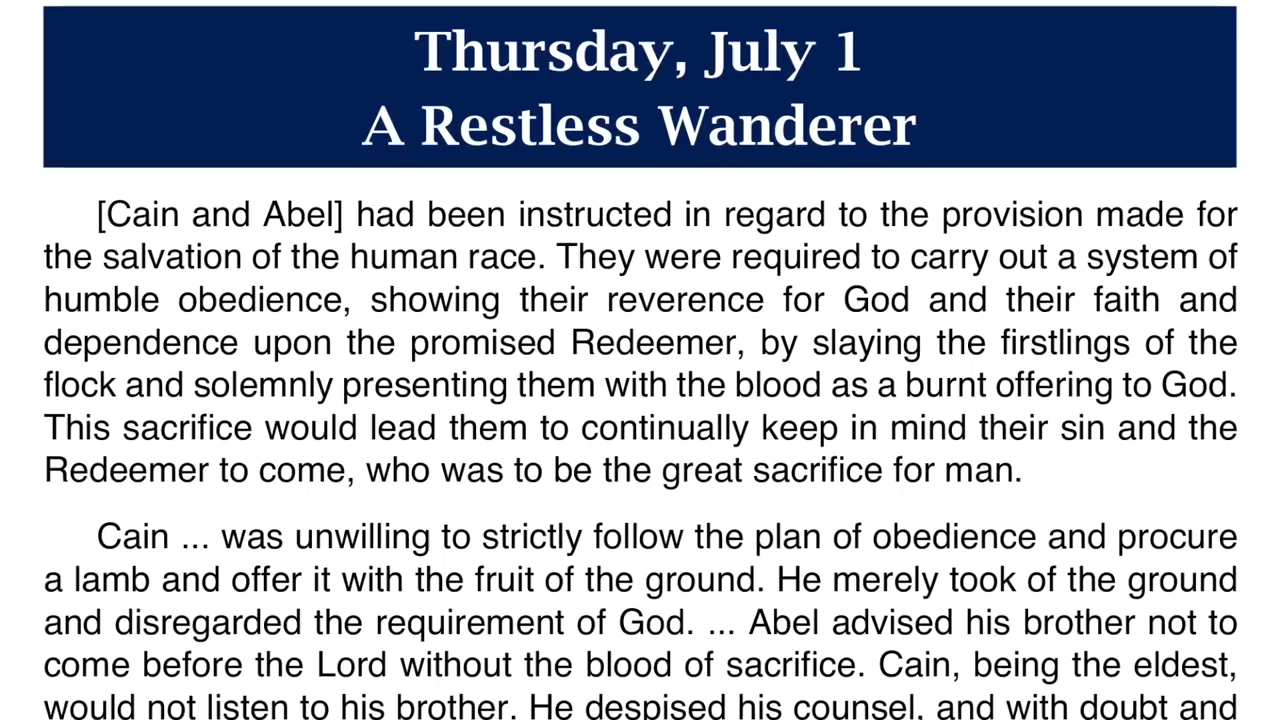 Thursday, July 1
A Restless Wanderer
[Cain and Abel] had been instructed in regard to the provision made for
the salvation of the human race. They were required to carry out a system of
humble obedience, showing their reverence for God and their faith and
dependence upon the promised Redeemer, by slaying the firstlings of the
flock and solemnly presenting them with the blood as a burnt offering to God.
This sacrifice would lead them to continually keep in mind their sin and the
Redeemer to come, who was to be the great sacrifice for man.
Cain ... was unwilling to strictly follow the plan of obedience and procure
a lamb and offer it with the fruit of the ground. He merely took of the ground
and disregarded the requirement of God. ... Abel advised his brother not to
come before the Lord without the blood of sacrifice. Cain, being the eldest,
would not listen to his brother. He despised his counsel, and with doubt and